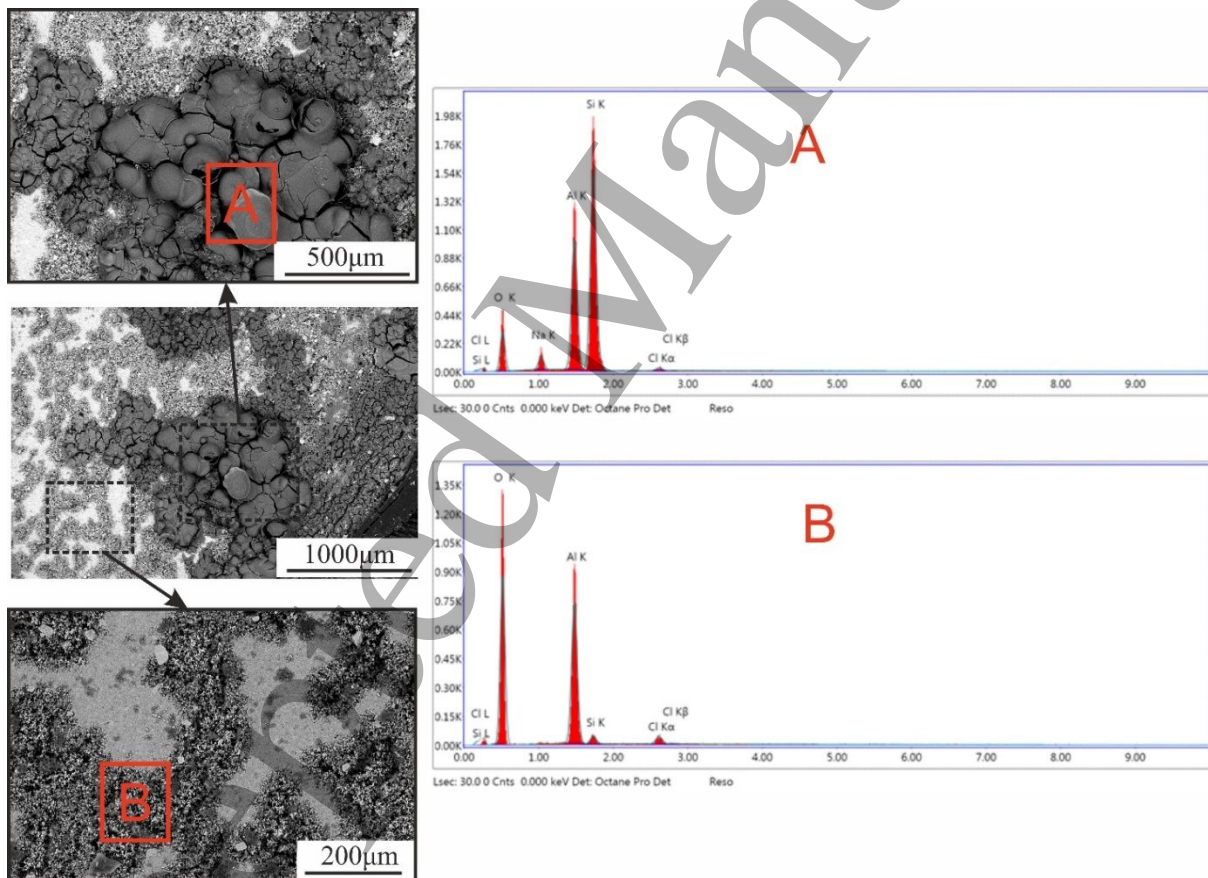 A
500μm
1000μm
B
200μm
A
1.98K
1.76K
1.54K
1.32K
1.10K
0.88K
0.66K
0.44K
0.22K
0.00K
Si K
Al K
O K
Na K
Cl L
Si L
Cl Kβ
Cl Kα
0.00 1.00 2.00 3.00 4.00 5.00 6.00 7.00 8.00 9.00
Lsec: 30.0 0 Cnts 0.000 keV Det: Octane Pro Det Reso
B
1.35K
1.20K
1.05K
0.90K
0.75K
0.60K
0.45K
0.30K
0.15K
0.00K
O K
Al K
Cl L
Si L
Si K
Cl Kβ
Cl Kα
0.00 1.00 2.00 3.00 4.00 5.00 6.00 7.00 8.00 9.00
Lsec: 30.0 0 Cnts 0.000 keV Det: Octane Pro Det Reso